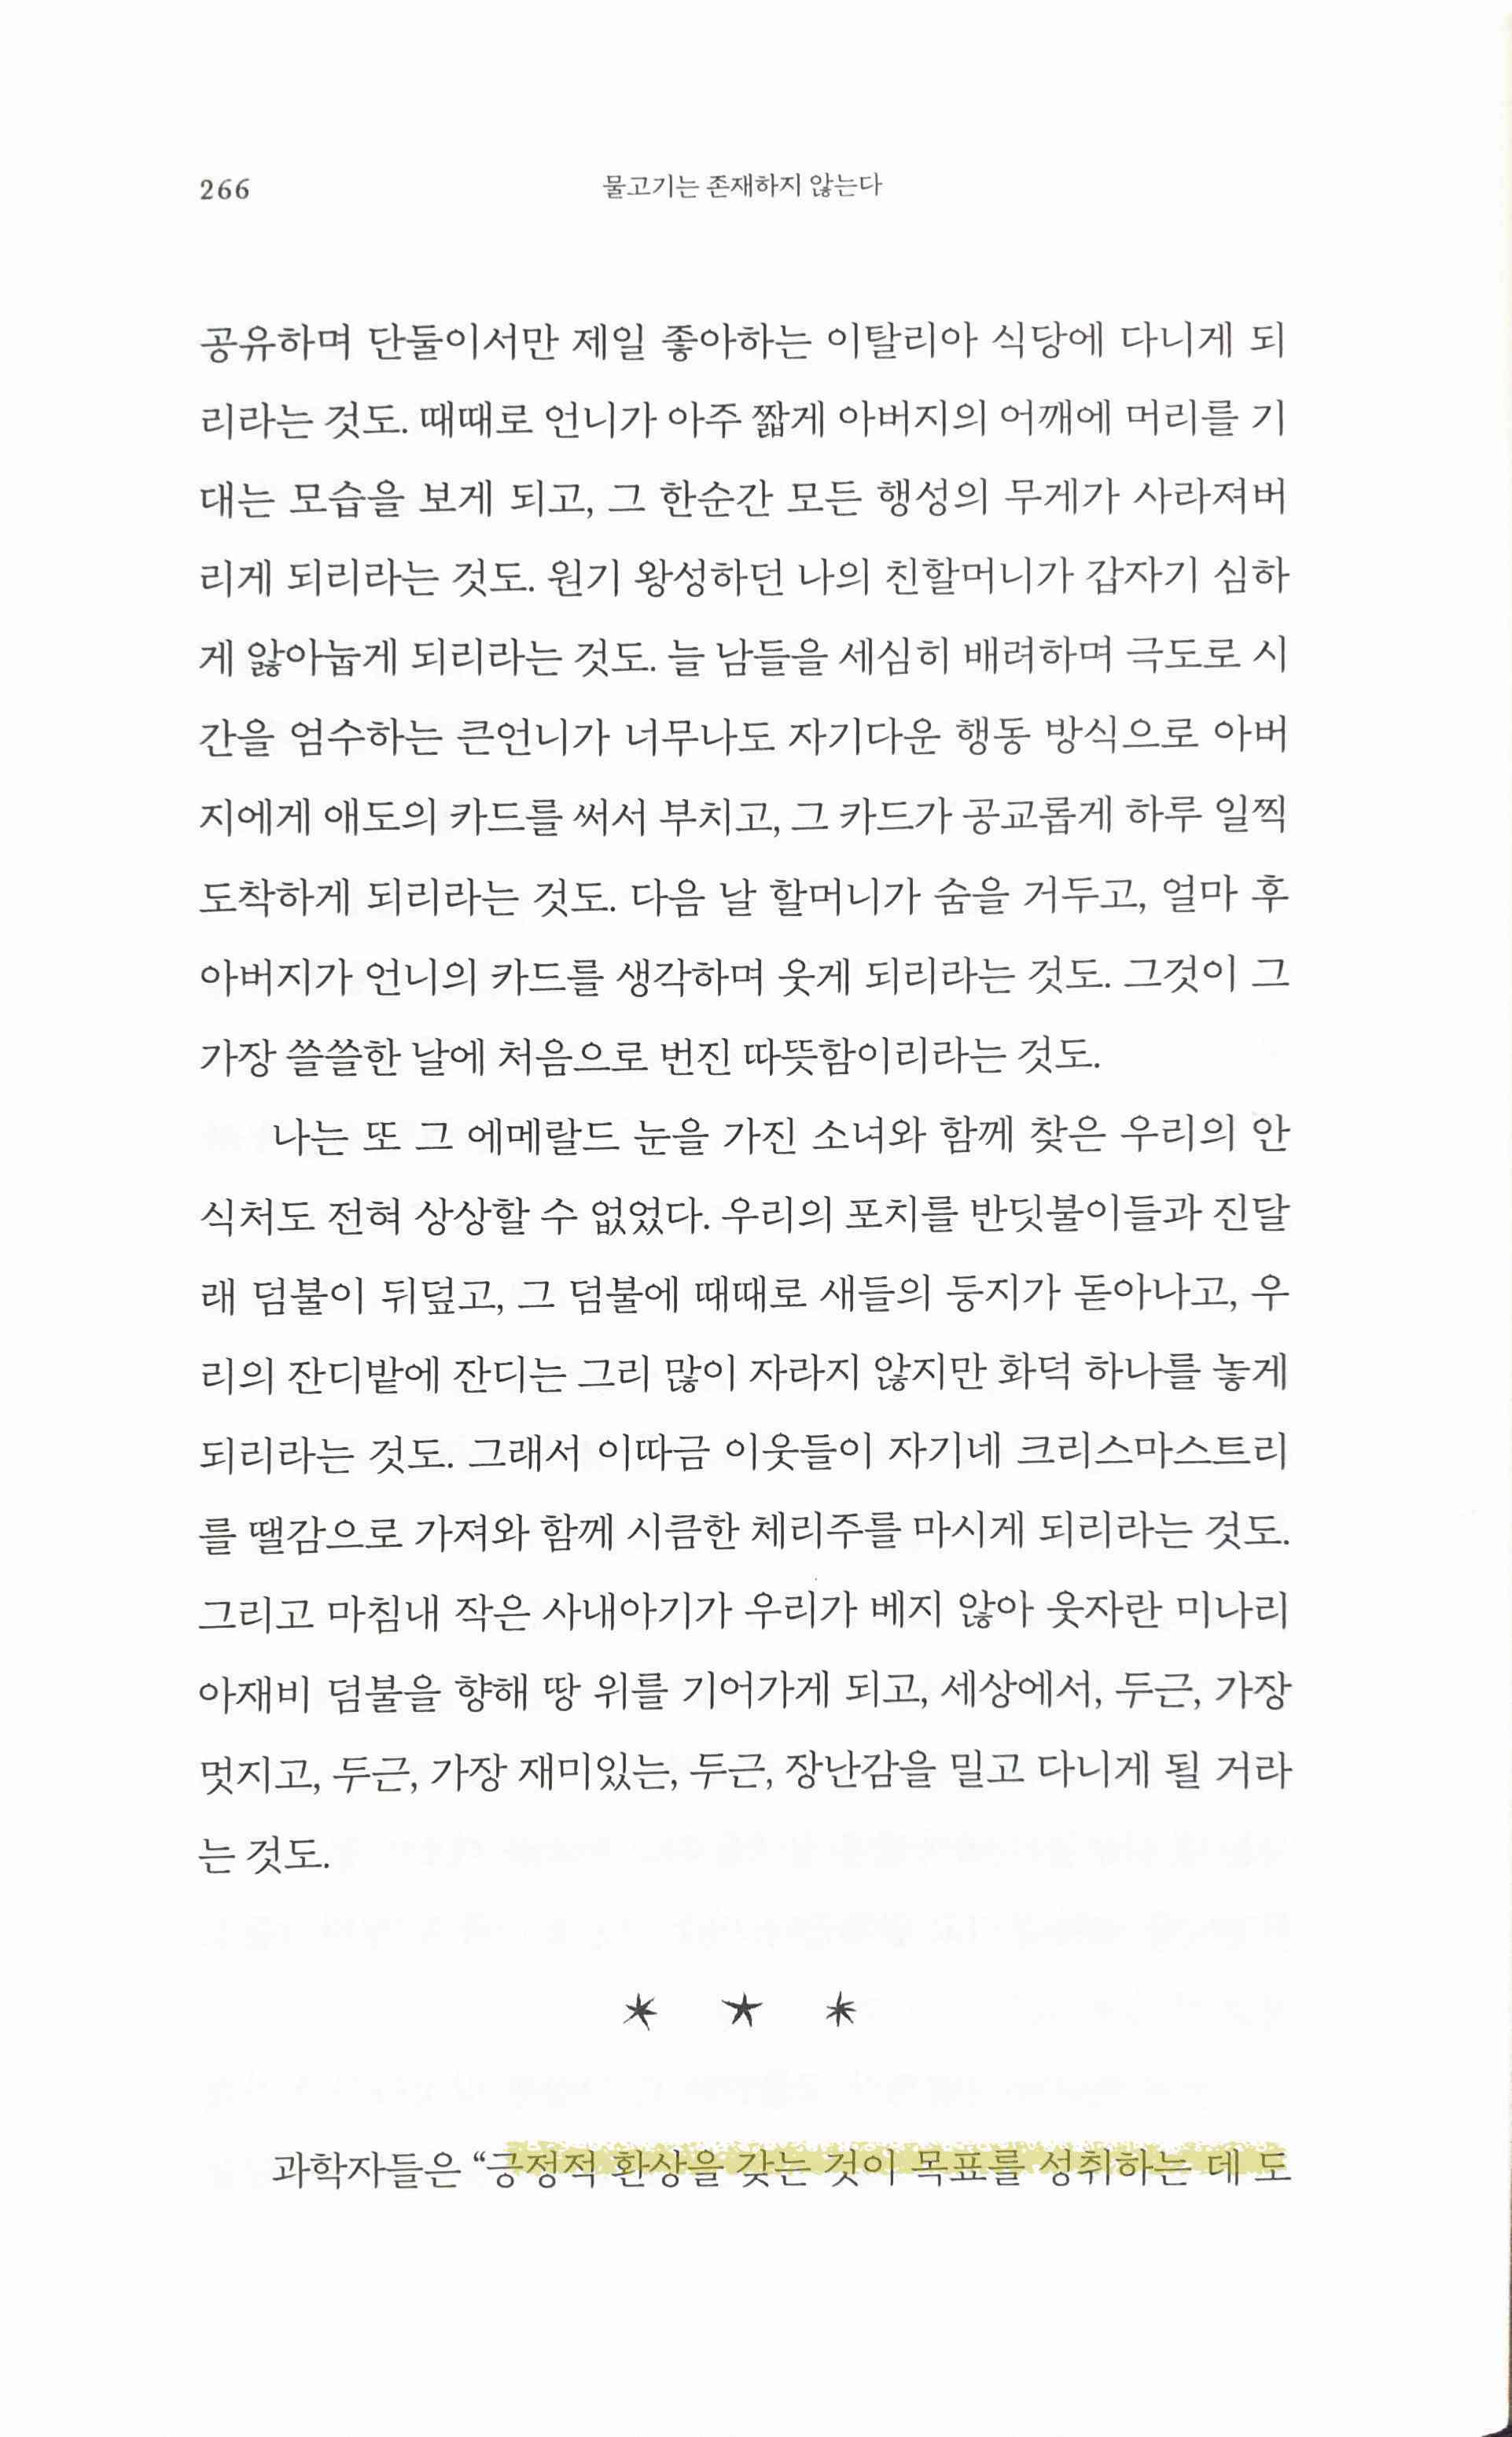 266
물고기는 존재하지 않는다
공유하며 단둘이서만 제일 좋아하는 이탈리아 식당에 다니게 되
리라는 것도. 때때로 언니가 아주 짧게 아버지의 어깨에 머리를 기
대는 모습을 보게 되고, 그 한순간 모든 행성의 무게가 사라져버
리게 되리라는 것도. 원기 왕성하던 나의 친할머니가 갑자기 심하
게 앓아눕게 되리라는 것도. 늘 남들을 세심히 배려하며 극도로 시
간을 엄수하는 큰언니가 너무나도 자기다운 행동 방식으로 아버
지에게 애도의 카드를 써서 부치고, 그 카드가 공교롭게 하루 일찍
도착하게 되리라는 것도. 다음 날 할머니가 숨을 거두고, 얼마 후
아버지가 언니의 카드를 생각하며 웃게 되리라는 것도. 그것이 그
가장 쓸쓸한 날에 처음으로 번진 따뜻함이리라는 것도.
나는 또 그 에메랄드 눈을 가진 소녀와 함께 찾은 우리의 안
식처도 전혀 상상할 수 없었다. 우리의 포치를 반딧불이들과 진달
래 덤불이 뒤덮고, 그 덤불에 때때로 새들의 둥지가 돋아나고, 우
리의 잔디밭에 잔디는 그리 많이 자라지 않지만 화덕 하나를 놓게
되리라는 것도. 그래서 이따금 이웃들이 자기네 크리스마스트리
를 땔감으로 가져와 함께 시큼한 체리주를 마시게 되리라는 것도.
그리고 마침내 작은 사내아기가 우리가 베지 않아 웃자란 미나리
아재비 덤불을 향해 땅 위를 기어가게 되고, 세상에서, 두근, 가장
멋지고, 두근, 가장 재미있는, 두근, 장난감을 밀고 다니게 될 거라
는 것도.
* * *
과학자들은 “긍정적 환상을 갖는 것이 목표를 성취하는 데 도